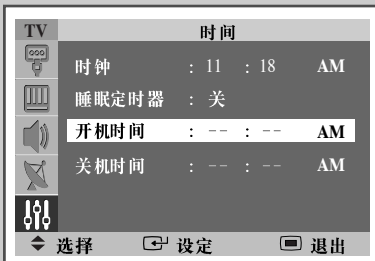 TV 时间
时钟 : 11 : 18 AM
睡眠定时器 : 关
开机时间 : -- : -- AM
关机时间 : -- : -- AM
选择 设定 退出